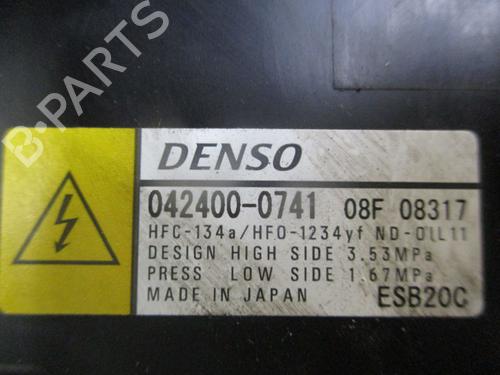 B-PARTS
DENSO
042400-0741 08F 08317
HFC-134a/HFO-1234yf ND-OIL11
DESIGN HIGH SIDE 3.53MPa
PRESS LOW SIDE 1.67MPa
MADE IN JAPAN ESB20C